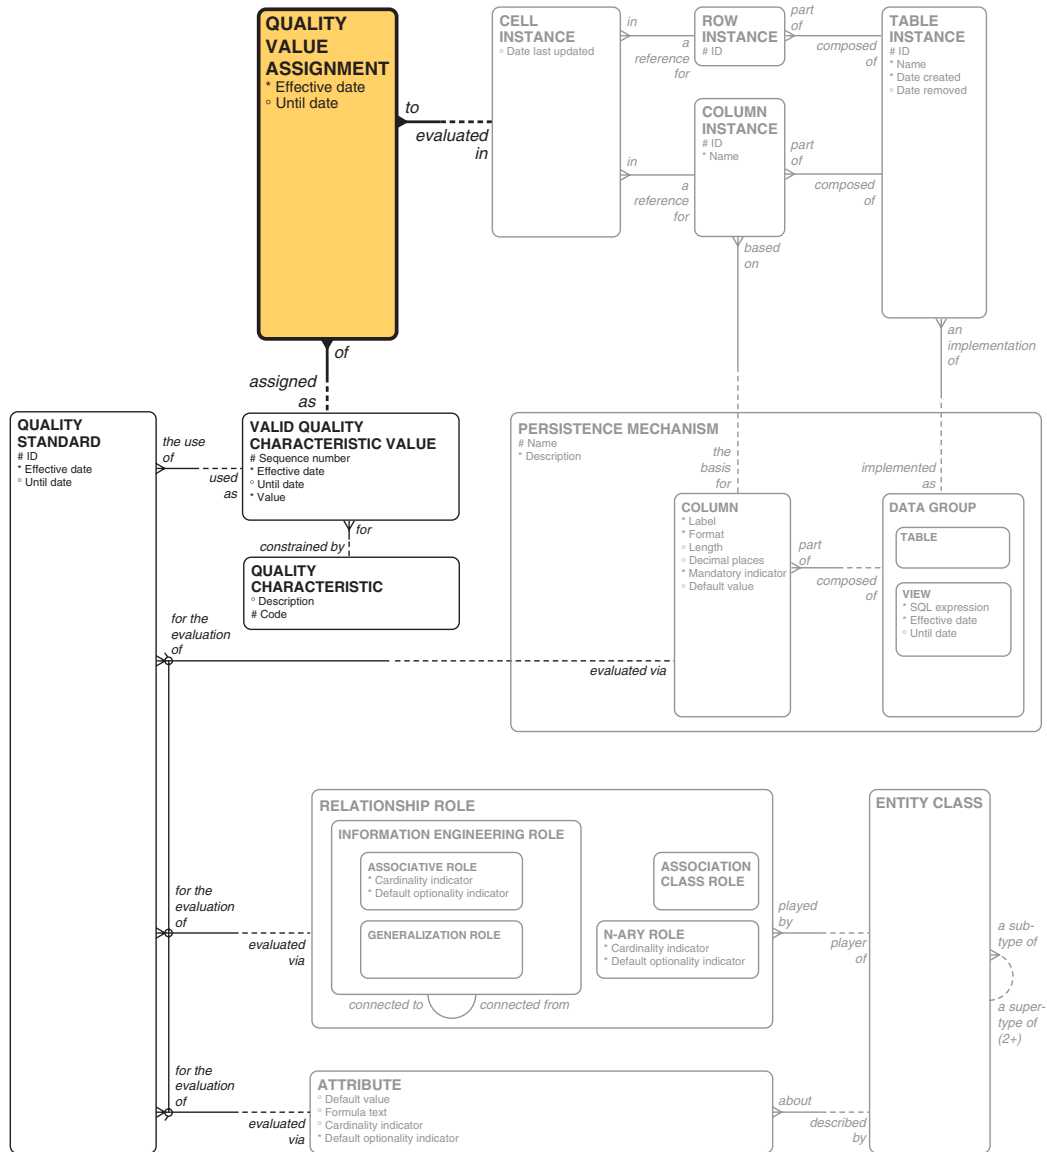 QUALITY
VALUE
ASSIGNMENT
* Effective date
° Until date
to
evaluated
in
CELL
INSTANCE
° Date last updated
in
a
reference
for
ROW
INSTANCE
# ID
part
of
composed
of
TABLE
INSTANCE
# ID
* Name
* Date created
° Date removed
COLUMN
INSTANCE
# ID
* Name
in
a
reference
for
part
of
composed
of
based
on
an
implementation
of
of
assigned
as
QUALITY
STANDARD
# ID
* Effective date
° Until date
the use
of
used
as
VALID QUALITY
CHARACTERISTIC VALUE
# Sequence number
* Effective date
° Until date
* Value
for
constrained by
QUALITY
CHARACTERISTIC
° Description
# Code
PERSISTENCE MECHANISM
# Name
* Description
the
basis
for
implemented
as
COLUMN
* Label
* Format
° Length
° Decimal places
* Mandatory indicator
° Default value
part
of
composed
of
DATA GROUP
TABLE
VIEW
* SQL expression
* Effective date
° Until date
for the
evaluation
of
evaluated via
RELATIONSHIP ROLE
INFORMATION ENGINEERING ROLE
ASSOCIATIVE ROLE
* Cardinality indicator
* Default optionality indicator
GENERALIZATION ROLE
connected to
connected from
ASSOCIATION
CLASS ROLE
N-ARY ROLE
* Cardinality indicator
* Default optionality indicator
played
by
player
of
ENTITY CLASS
a sub-
type of
a super-
type of
(2+)
for the
evaluation
of
evaluated
via
for the
evaluation
of
evaluated
via
ATTRIBUTE
° Default value
° Formula text
° Cardinality indicator
* Default optionality indicator
about
described
by